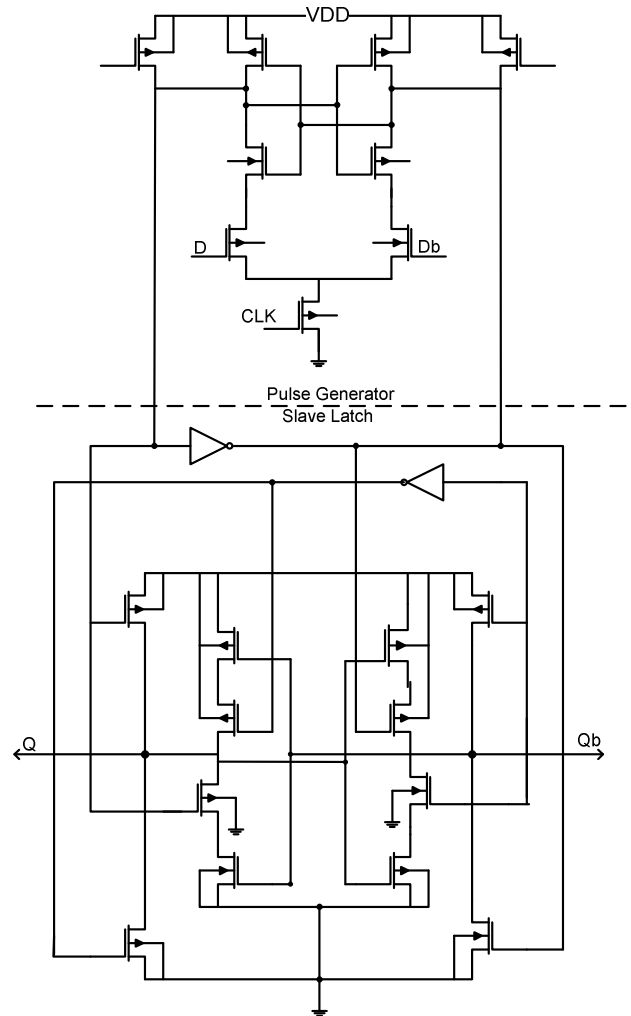 VDD
D
Db
CLK
Pulse Generator
Slave Latch
Q
Qb